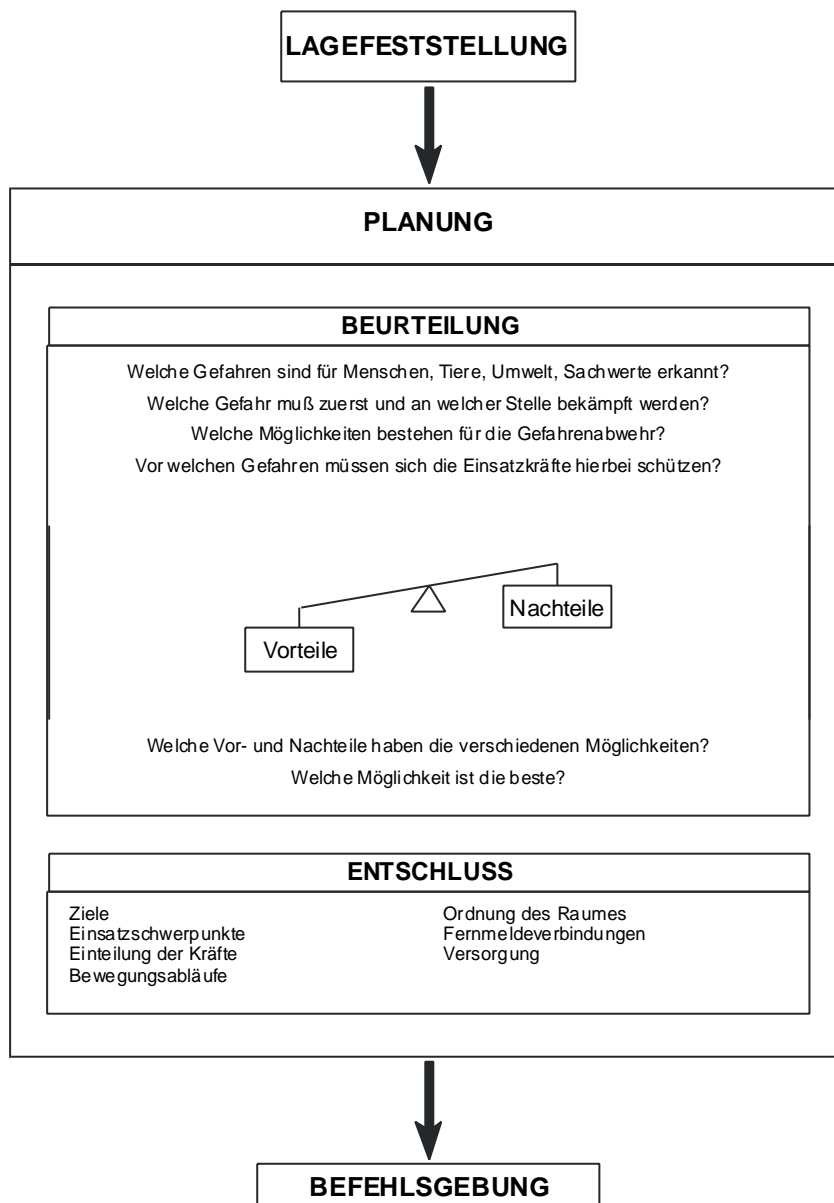 LAGEFESTSTELLUNG
PLANUNG
BEURTEILUNG
Welche Gefahren sind für Menschen, Tiere, Umwelt, Sachwerte erkannt?
Welche Gefahr muß zuerst und an welcher Stelle bekämpft werden?
Welche Möglichkeiten bestehen für die Gefahrenabwehr?
Vor welchen Gefahren müssen sich die Einsatzkräfte hierbei schützen?
Nachteile
Vorteile
Welche Vor- und Nachteile haben die verschiedenen Möglichkeiten?
Welche Möglichkeit ist die beste?
ENTSCHLUSS
Ziele
Einsatzschwerpunkte
Einteilung der Kräfte
Bewegungsabläufe
Ordnung des Raumes
Fernmeldeverbindungen
Versorgung
BEFEHLSGEBUNG